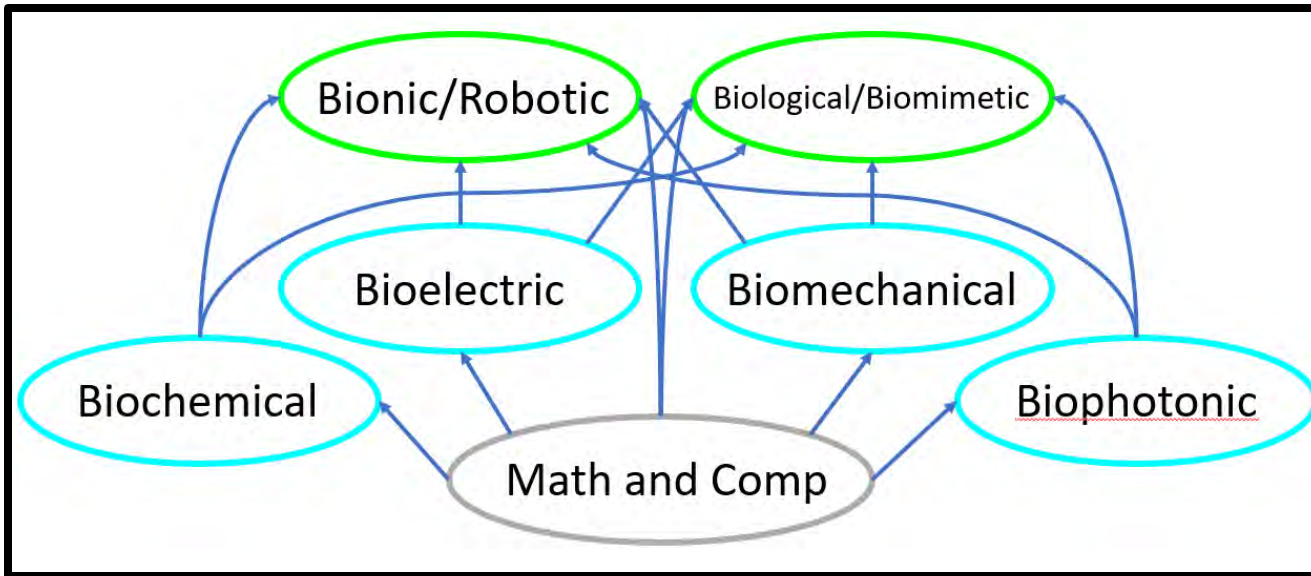 Bionic/Robotic
Biological/Biomimetic
Bioelectric
Biomechanical
Biochemical
Biophotonic
Math and Comp